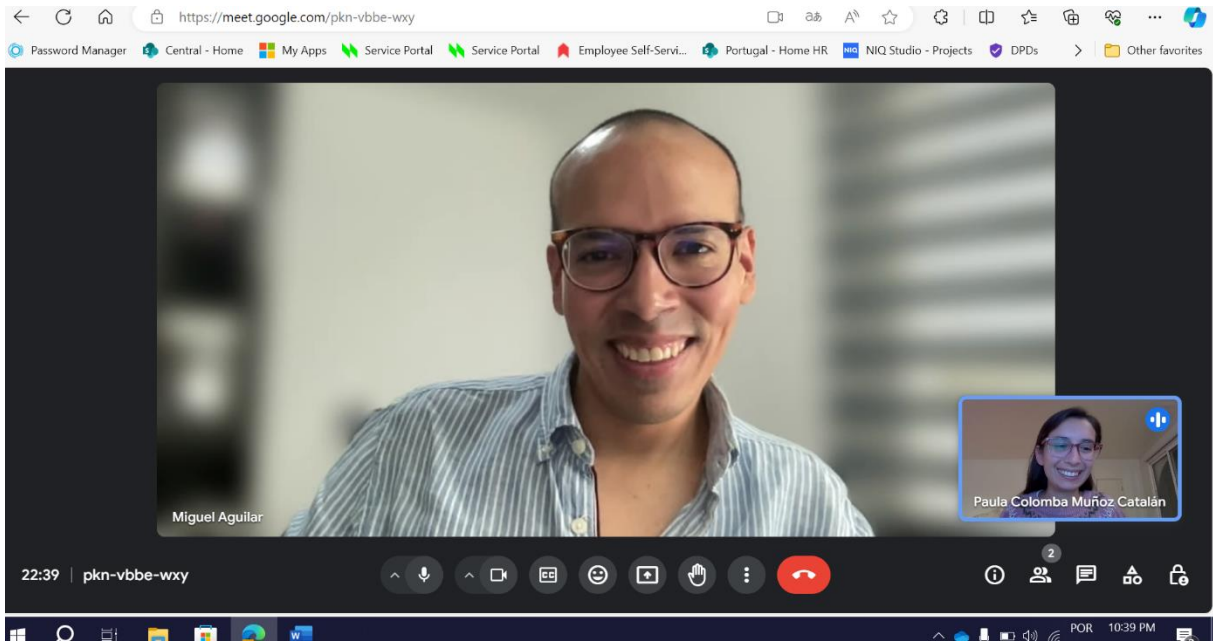 https://meet.google.com/pkn-vbbe-wxy
Password Manager Central - Home My Apps Service Portal Service Portal Employee Self-Servi... Portugal - Home HR NIQ NIQ Studio - Projects DPDs Other favorites
Miguel Aguilar
Paula Colomba Muñoz Catalán
22:39 | pkn-vbbe-wxy
CC
2
W
POR 10:39 PM